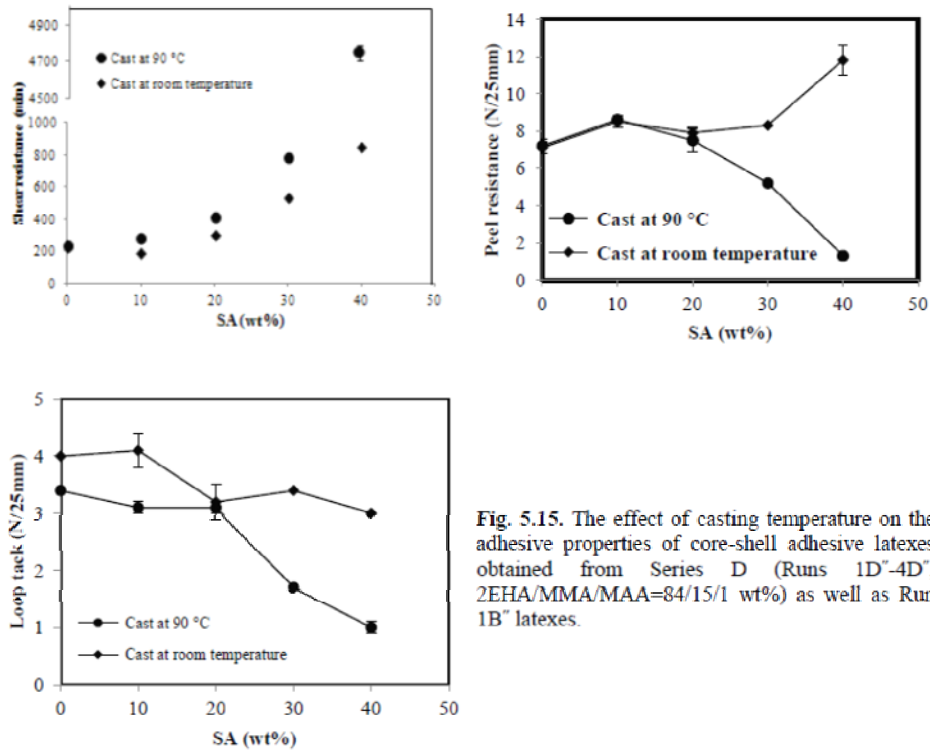 4900
4700
4500
1000
800
600
400
200
0
Shear resistance (min)
Cast at 90 °C
Cast at room temperature
0 10 20 30 40 50
SA (wt%)
14
12
10
8
6
4
2
0
Peel resistance (N/25mm)
Cast at 90 °C
Cast at room temperature
0 10 20 30 40 50
SA (wt%)
5
4
3
2
1
0
Loop tack (N/25mm)
Cast at 90 °C
Cast at room temperature
0 10 20 30 40 50
SA (wt%)
Fig. 5.15. The effect of casting temperature on the
adhesive properties of core-shell adhesive latexes
obtained from Series D (Runs 1D″-4D″
2EHA/MMA/MAA=84/15/1 wt%) as well as Run
1B″ latexes.